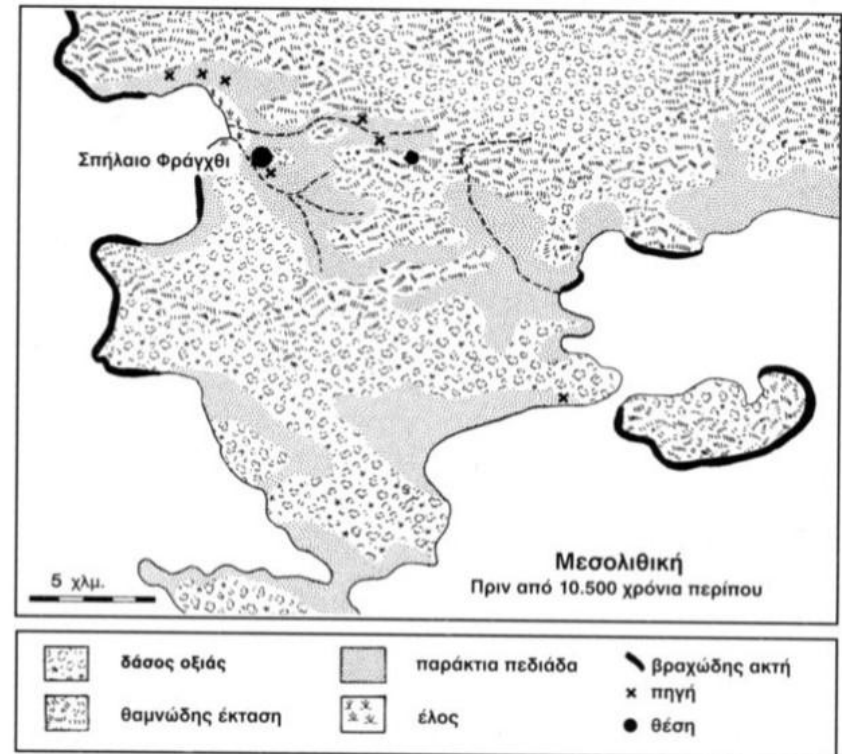 Σπήλαιο Φράγχθι
Μεσολιθική
Πριν από 10.500 χρόνια περίπου
5 χλμ.
δάσος οξιάς
παράκτια πεδιάδα
βραχώδης ακτή
πηγή
θαμνώδης έκταση
έλος
θέση